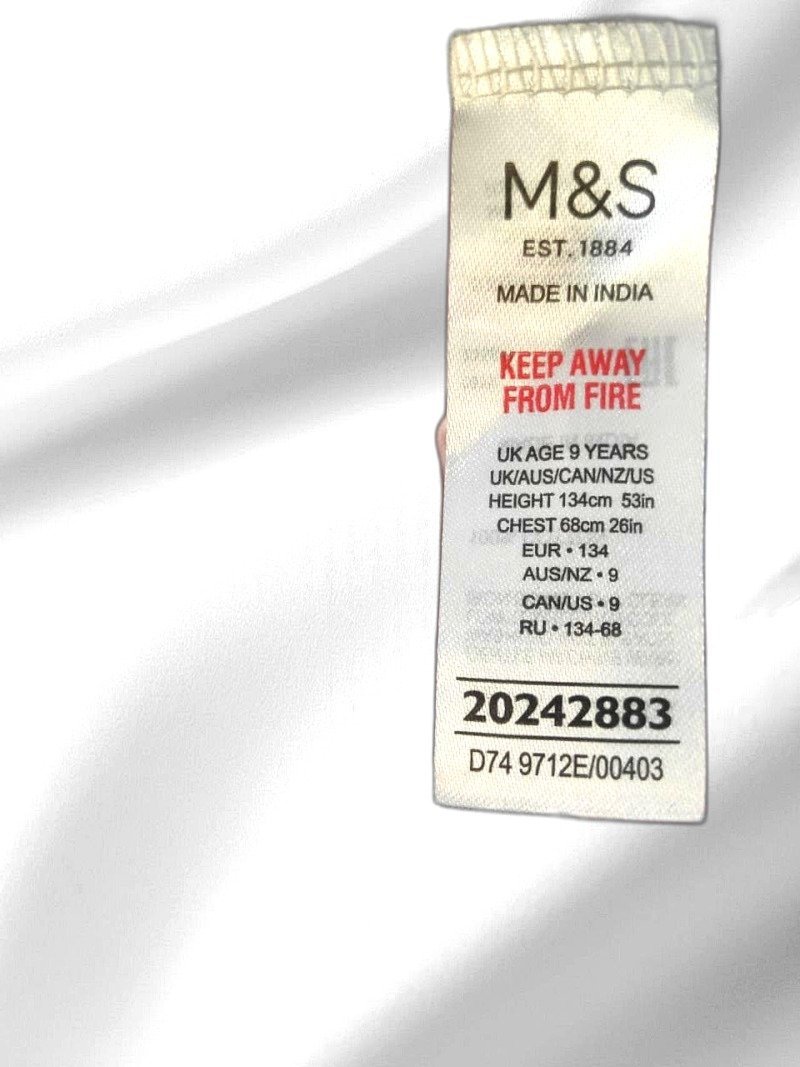 M&S
EST. 1884
MADE IN INDIA
KEEP AWAY
FROM FIRE
UK AGE 9 YEARS
UK/AUS/CAN/NZ/US
HEIGHT 134cm 53in
CHEST 68cm 26in
EUR • 134
AUS/NZ • 9
CAN/US • 9
RU • 134-68
20242883
D74 9712E/00403